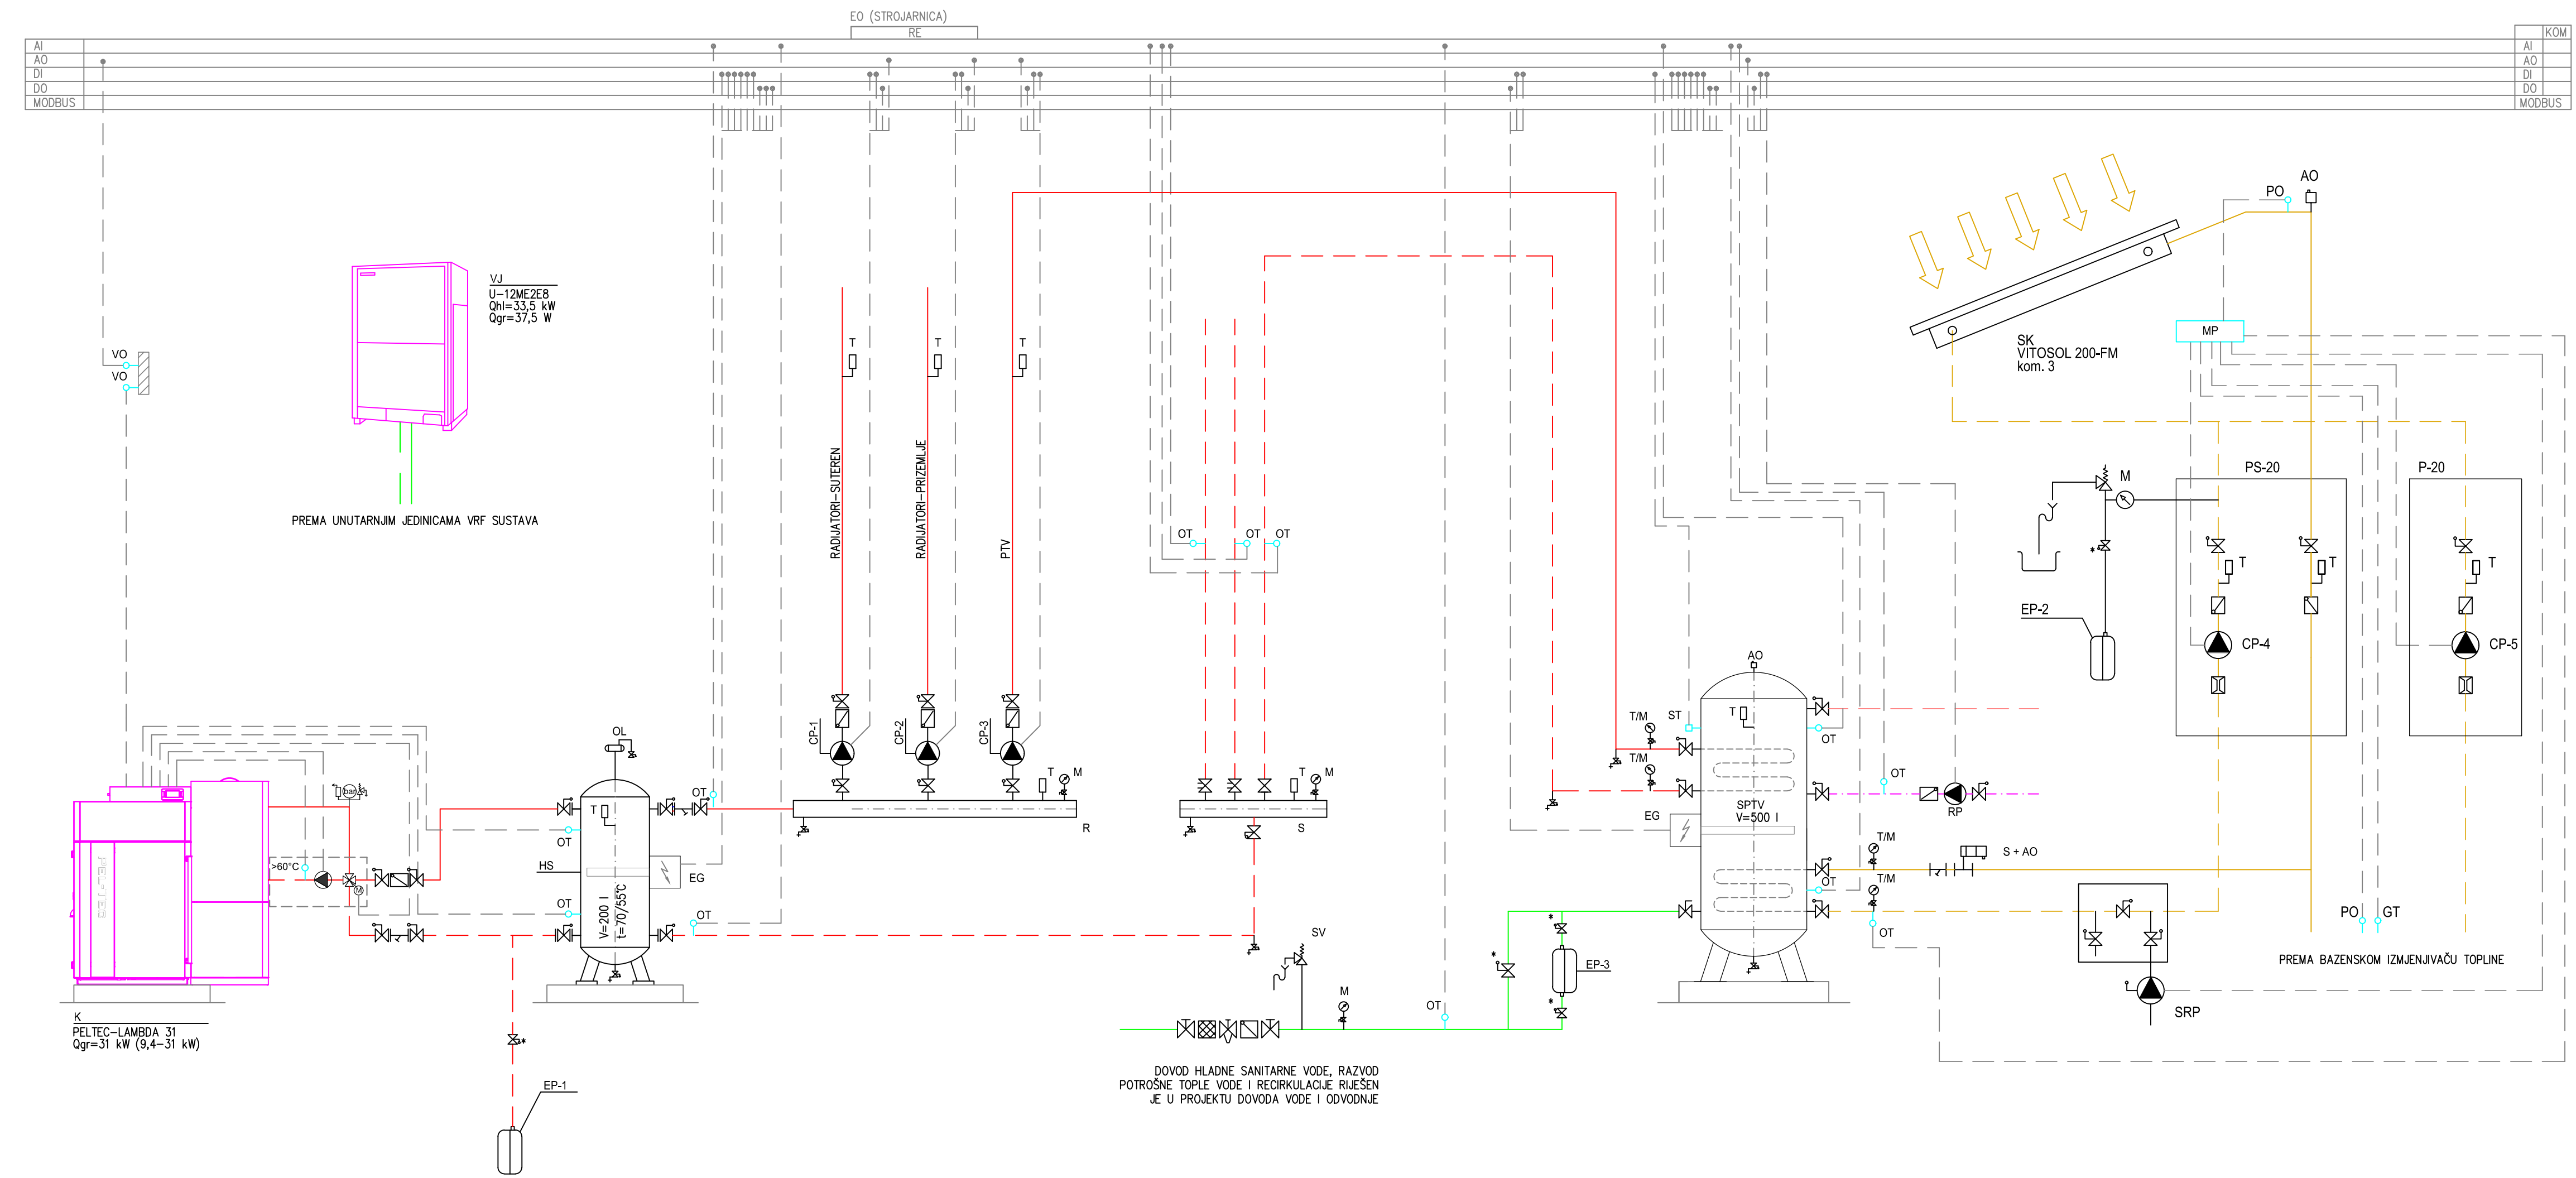 EO (STROJARNICA)
RE
KOM
AI
AO
DI
DO
MODBUS
AI
AO
DI
DO
MODBUS
VO
VO
VJ
U-12ME2E8
Qhl=33,5 kW
Qgr=37,5 W
PREMA UNUTARNJIM JEDINICAMA VRF SUSTAVA
T
T
T
RADIJATORI-SUTEREN
RADIJATORI-PRIZEMLJE
PTV
OT
OT
OT
PO
AO
MP
SK
VITOSOL 200-FM
kom. 3
M
PS-20
P-20
T
T
T
EP-2
CP-4
CP-5
CP-1
CP-2
CP-3
T
M
R
T
M
S
OL
OT
T
bar
>60°C
M
OT
HS
EG
OT
OT
V=200 l
t=70/55°C
PELTEC
K
PELTEC-LAMBDA 31
Qgr=31 kW (9,4-31 kW)
EP-1
AO
T/M
ST
T
OT
T/M
OT
RP
EG
SPTV
V=500 l
T/M
S + AO
OT
T/M
OT
SV
M
OT
*
*
*
*
*
EP-3
PO
GT
PREMA BAZENSKOM IZMJENJIVAČU TOPLINE
SRP
DOVOD HLADNE SANITARNE VODE, RAZVOD
POTROŠNE TOPLE VODE I RECIRKULACIJE RIJEŠEN
JE U PROJEKTU DOVODA VODE I ODVODNJE